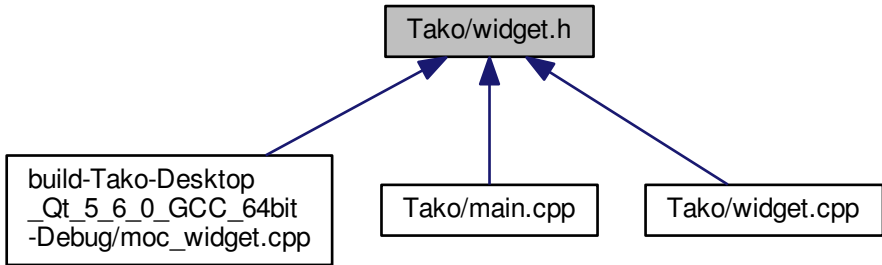 Tako/widget.h
build-Tako-Desktop
_Qt_5_6_0_GCC_64bit
-Debug/moc_widget.cpp
Tako/main.cpp
Tako/widget.cpp